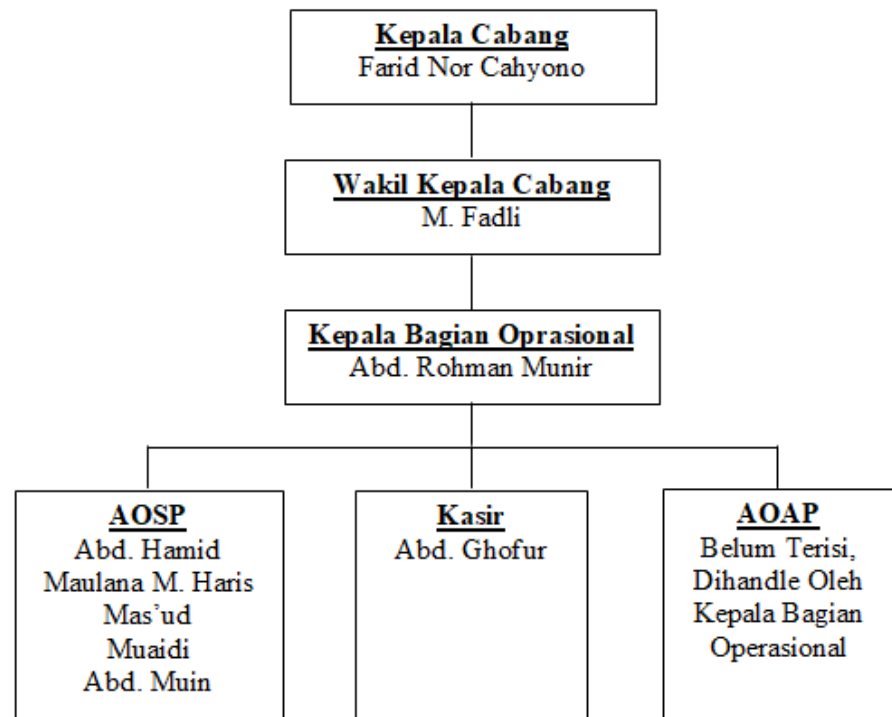 Kepala Cabang
Farid Nor Cahyono
Wakil Kepala Cabang
M. Fadli
Kepala Bagian Oprasional
Abd. Rohman Munir
AOSP
Abd. Hamid
Maulana M. Haris
Mas’ud
Muaidi
Abd. Muin
Kasir
Abd. Ghofur
AOAP
Belum Terisi,
Dihandle Oleh
Kepala Bagian
Operasional